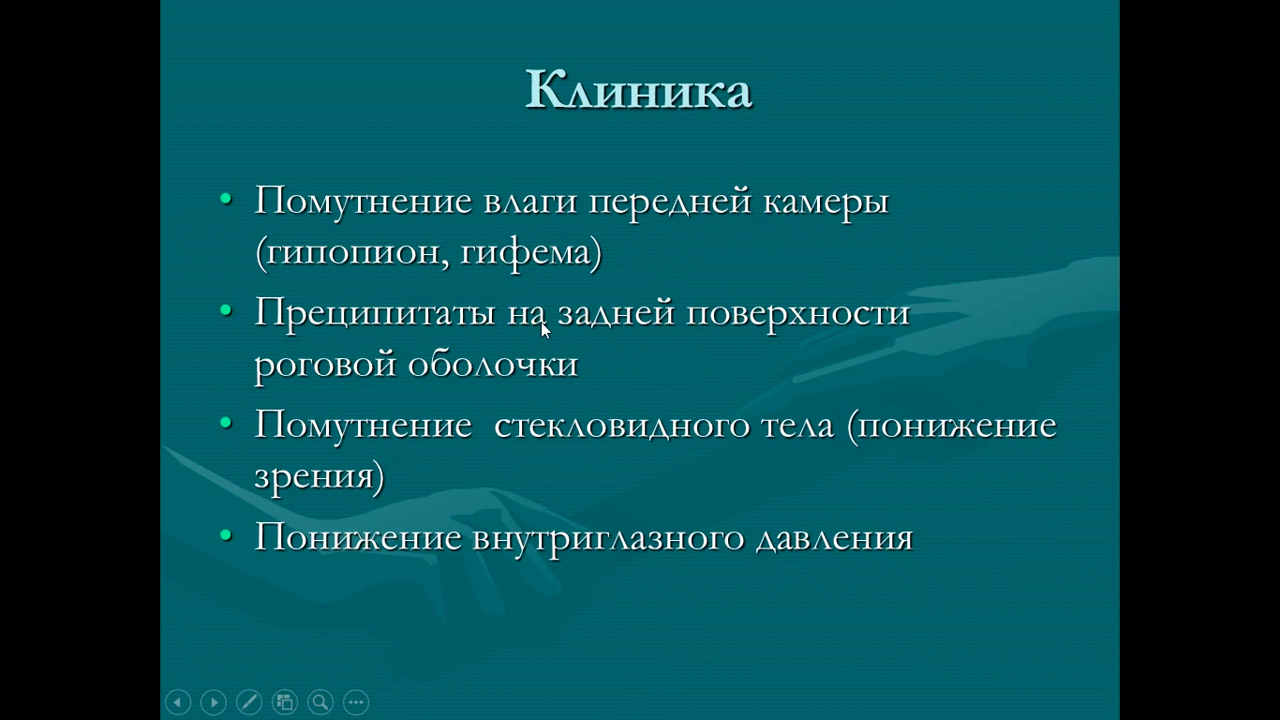 Клиника
• Помутнение влаги передней камеры
(гипопион, гифема)
• Преципитаты на задней поверхности
роговой оболочки
• Помутнение стекловидного тела (понижение
зрения)
• Понижение внутриглазного давления